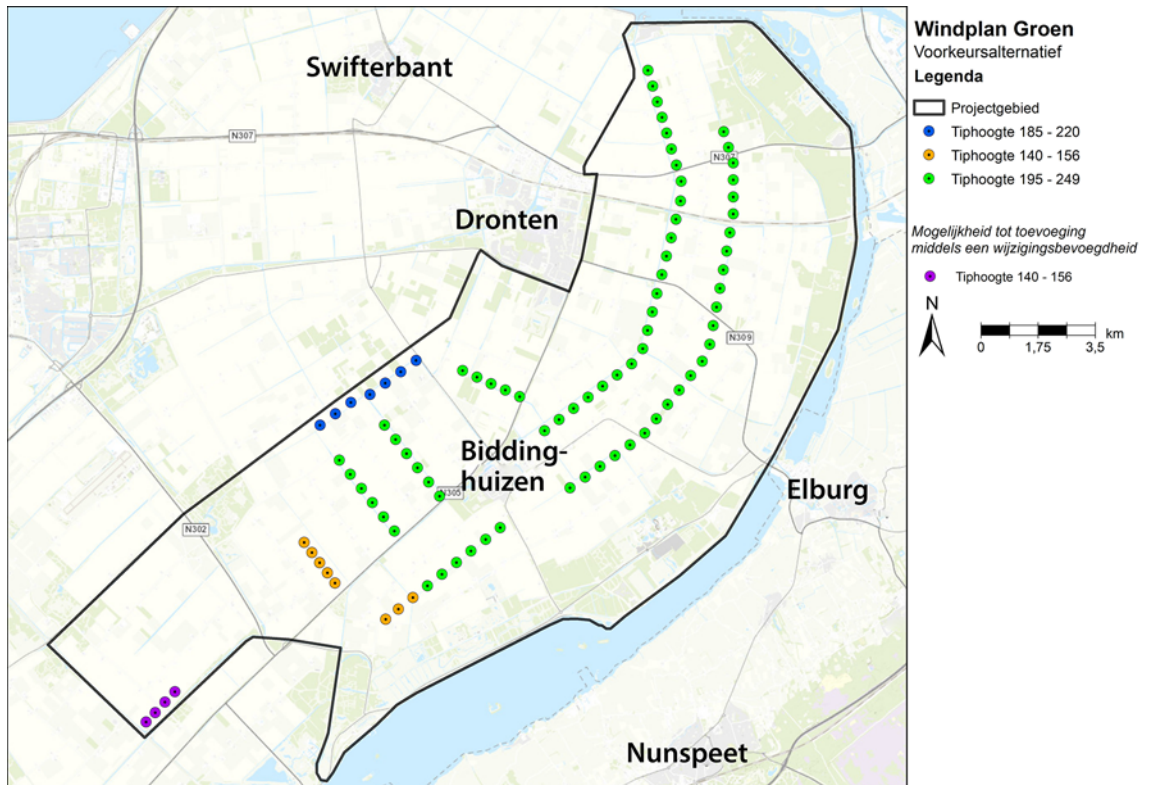 Swifterbant
N307
N307
Dronten
N309
Bidding-
huizen
N305
Elburg
N302
Nunspeet
Windplan Groen
Voorkeursalternatief
Legenda
Projectgebied
Tiphoogte 185 - 220
Tiphoogte 140 - 156
Tiphoogte 195 - 249
Mogelijkheid tot toevoeging
middels een wijzigingsbevoegdheid
Tiphoogte 140 - 156
N
km
0 1,75 3,5